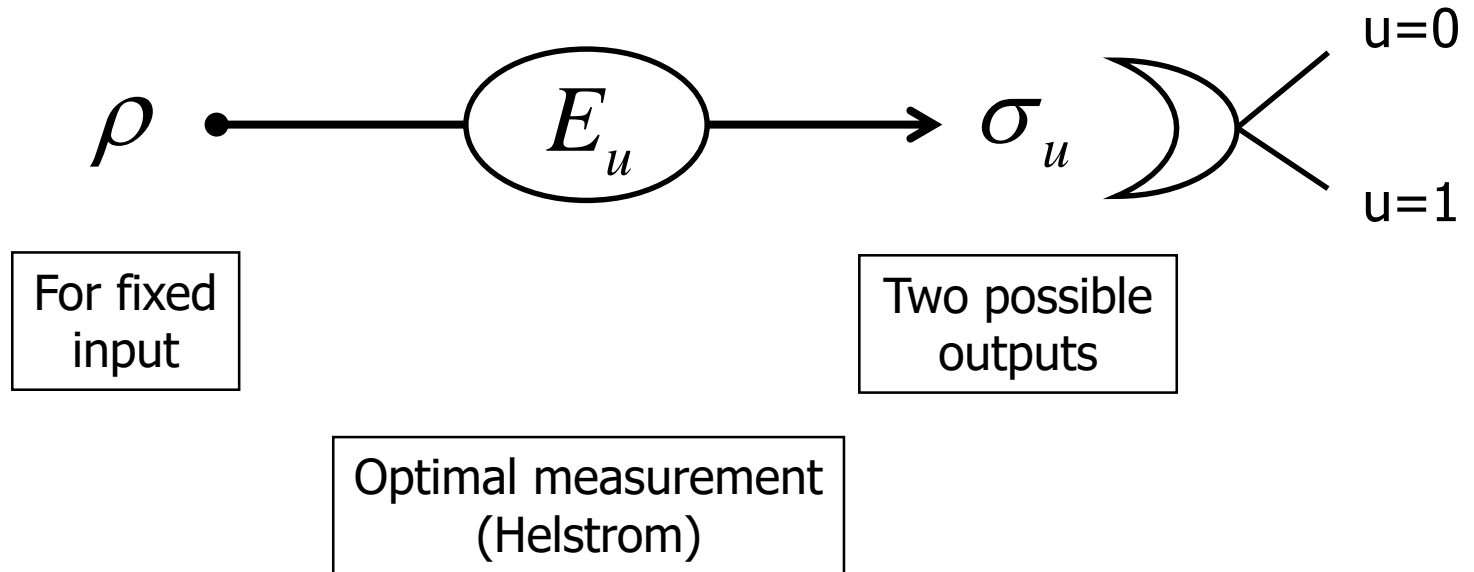 u=0
ρ E_u σ_u
u=1
For fixed
input
Two possible
outputs
Optimal measurement
(Helstrom)